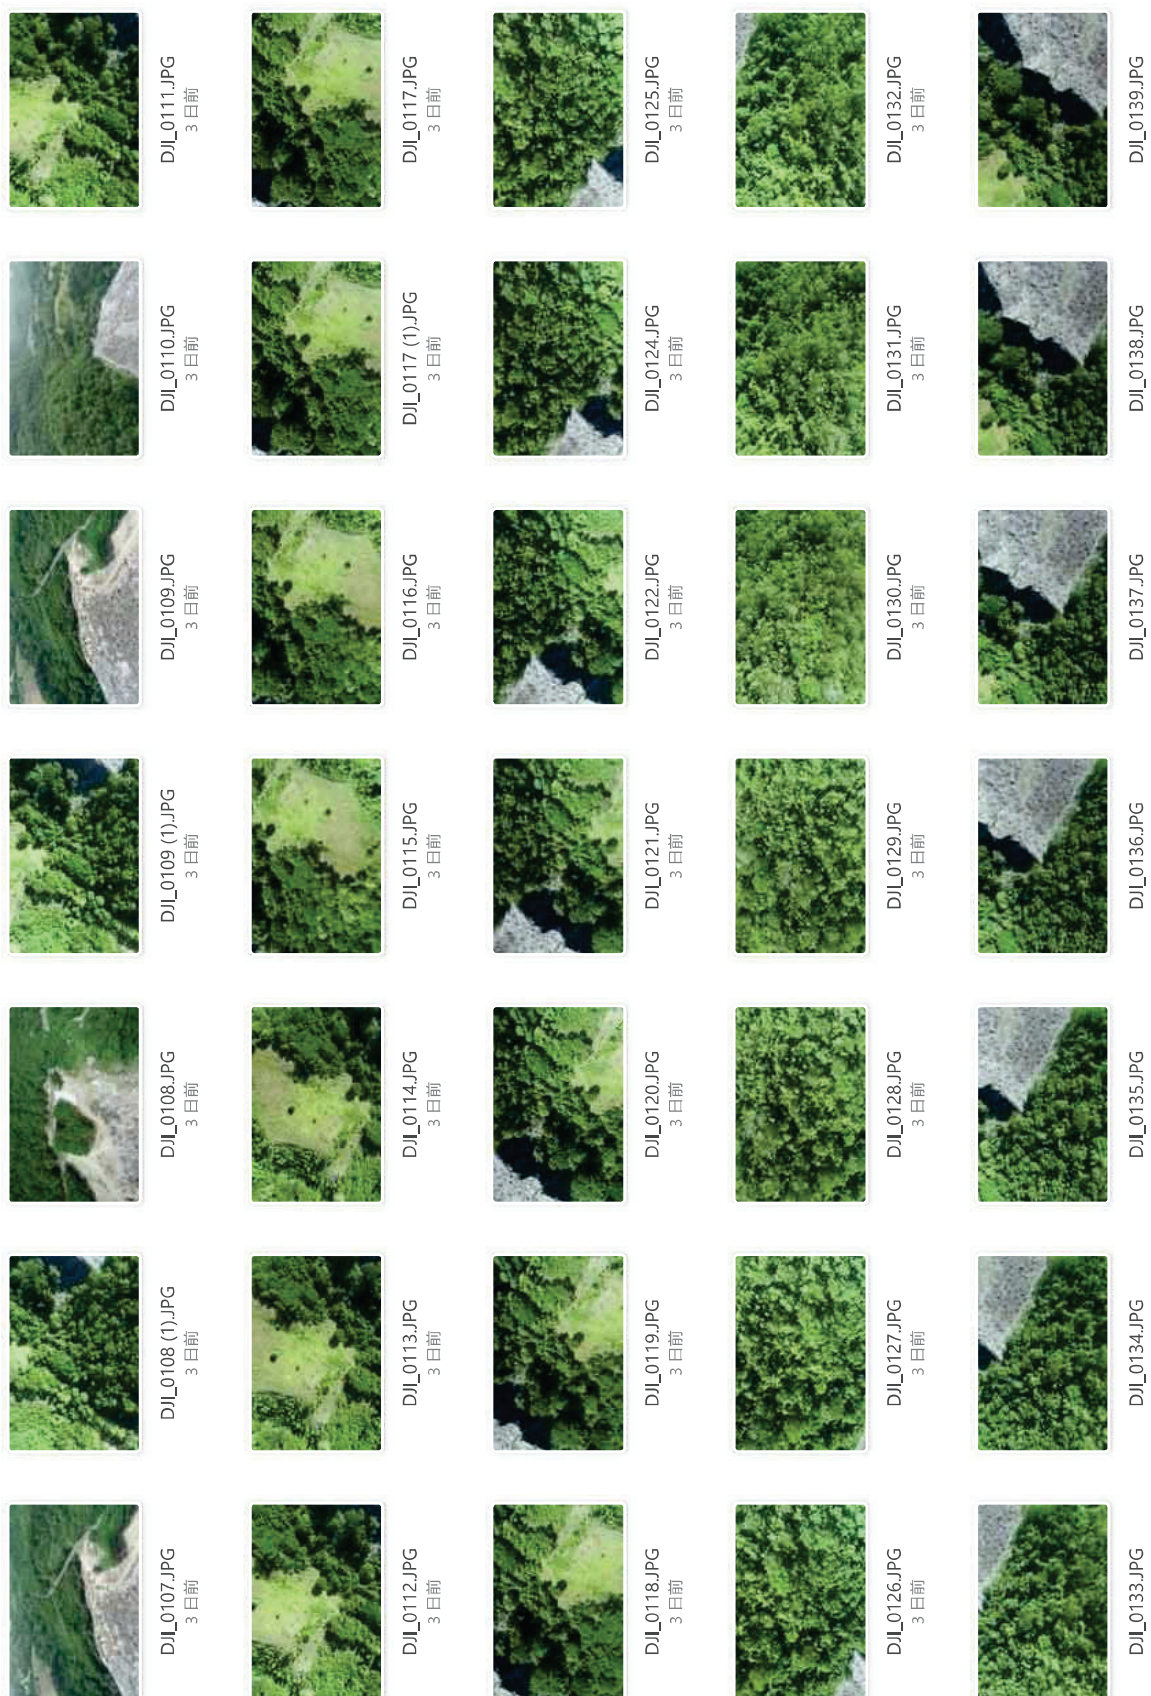 DJI_0107.JPG
3 日前
DJI_0108 (1).JPG
3 日前
DJI_0108.JPG
3 日前
DJI_0109 (1).JPG
3 日前
DJI_0109.JPG
3 日前
DJI_0110.JPG
3 日前
DJI_0111.JPG
3 日前
DJI_0112.JPG
3 日前
DJI_0113.JPG
3 日前
DJI_0114.JPG
3 日前
DJI_0115.JPG
3 日前
DJI_0116.JPG
3 日前
DJI_0117 (1).JPG
3 日前
DJI_0117.JPG
3 日前
DJI_0118.JPG
3 日前
DJI_0119.JPG
3 日前
DJI_0120.JPG
3 日前
DJI_0121.JPG
3 日前
DJI_0122.JPG
3 日前
DJI_0124.JPG
3 日前
DJI_0125.JPG
3 日前
DJI_0126.JPG
3 日前
DJI_0127.JPG
3 日前
DJI_0128.JPG
3 日前
DJI_0129.JPG
3 日前
DJI_0130.JPG
3 日前
DJI_0131.JPG
3 日前
DJI_0132.JPG
3 日前
DJI_0133.JPG
DJI_0134.JPG
DJI_0135.JPG
DJI_0136.JPG
DJI_0137.JPG
DJI_0138.JPG
DJI_0139.JPG